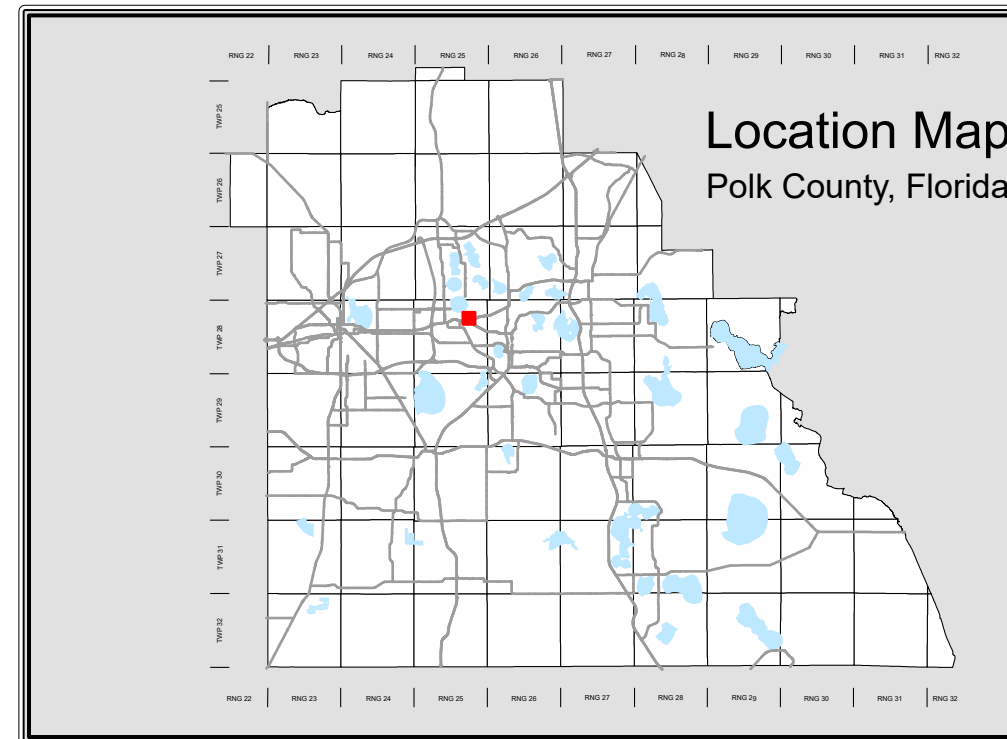 RNG 22 RNG 23 RNG 24 RNG 25 RNG 26 RNG 27 RNG 28 RNG 29 RNG 30 RNG 31 RNG 32
Location Map
Polk County, Florida
TWP 25
TWP 26
TWP 27
TWP 28
TWP 29
TWP 30
TWP 31
TWP 32
RNG 22 RNG 23 RNG 24 RNG 25 RNG 26 RNG 27 RNG 28 RNG 29 RNG 30 RNG 31 RNG 32